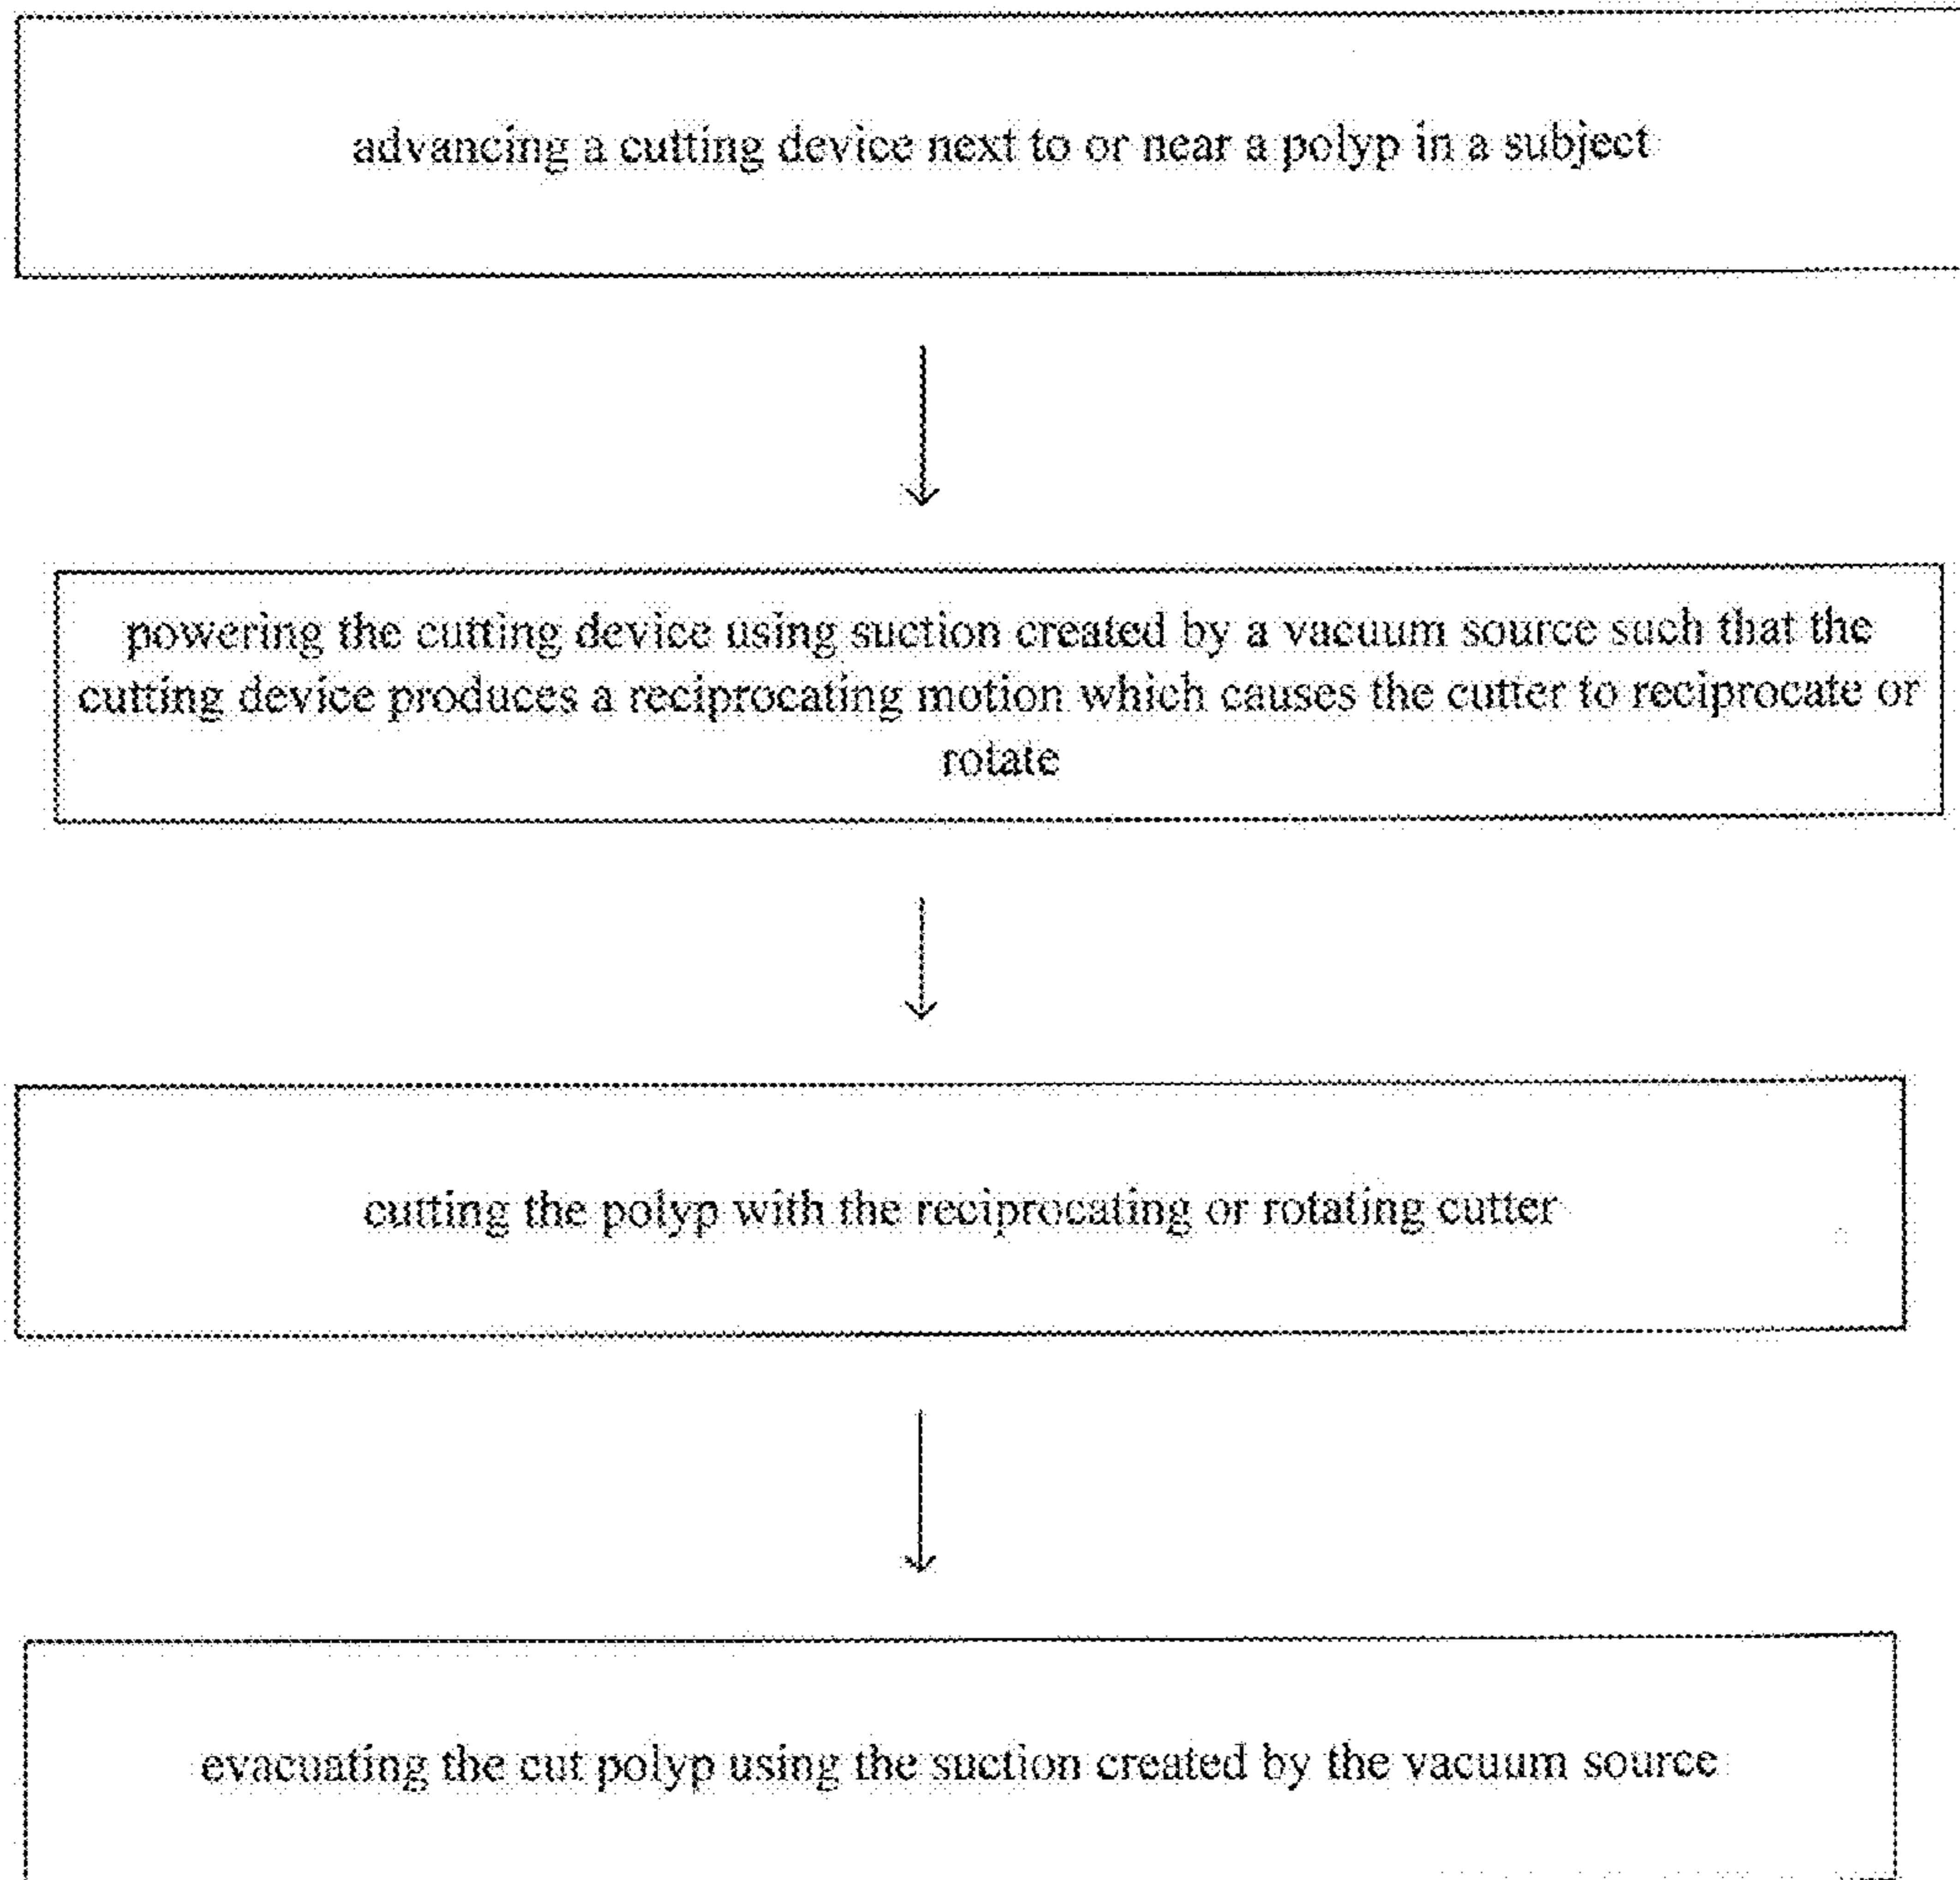 advancing a cutting device next to or near a polyp in a subject
powering the cutting device using suction created by a vacuum source such that the
cutting device produces a reciprocating motion which causes the cutter to reciprocate or
rotate
cutting the polyp with the reciprocating or rotating cutter
evacuating the cut polyp using the suction created by the vacuum source